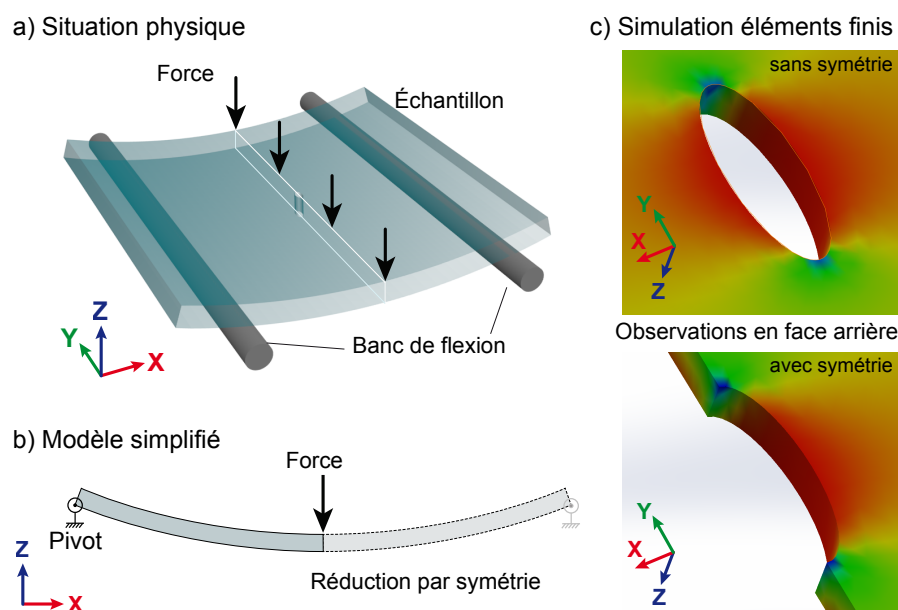 a) Situation physique
Force
Échantillon
Banc de flexion
Z
Y
X
b) Modèle simplifié
Force
Pivot
Réduction par symétrie
Z
X
c) Simulation éléments finis
sans symétrie
Y
X
Z
Observations en face arrière
avec symétrie
Y
X
Z